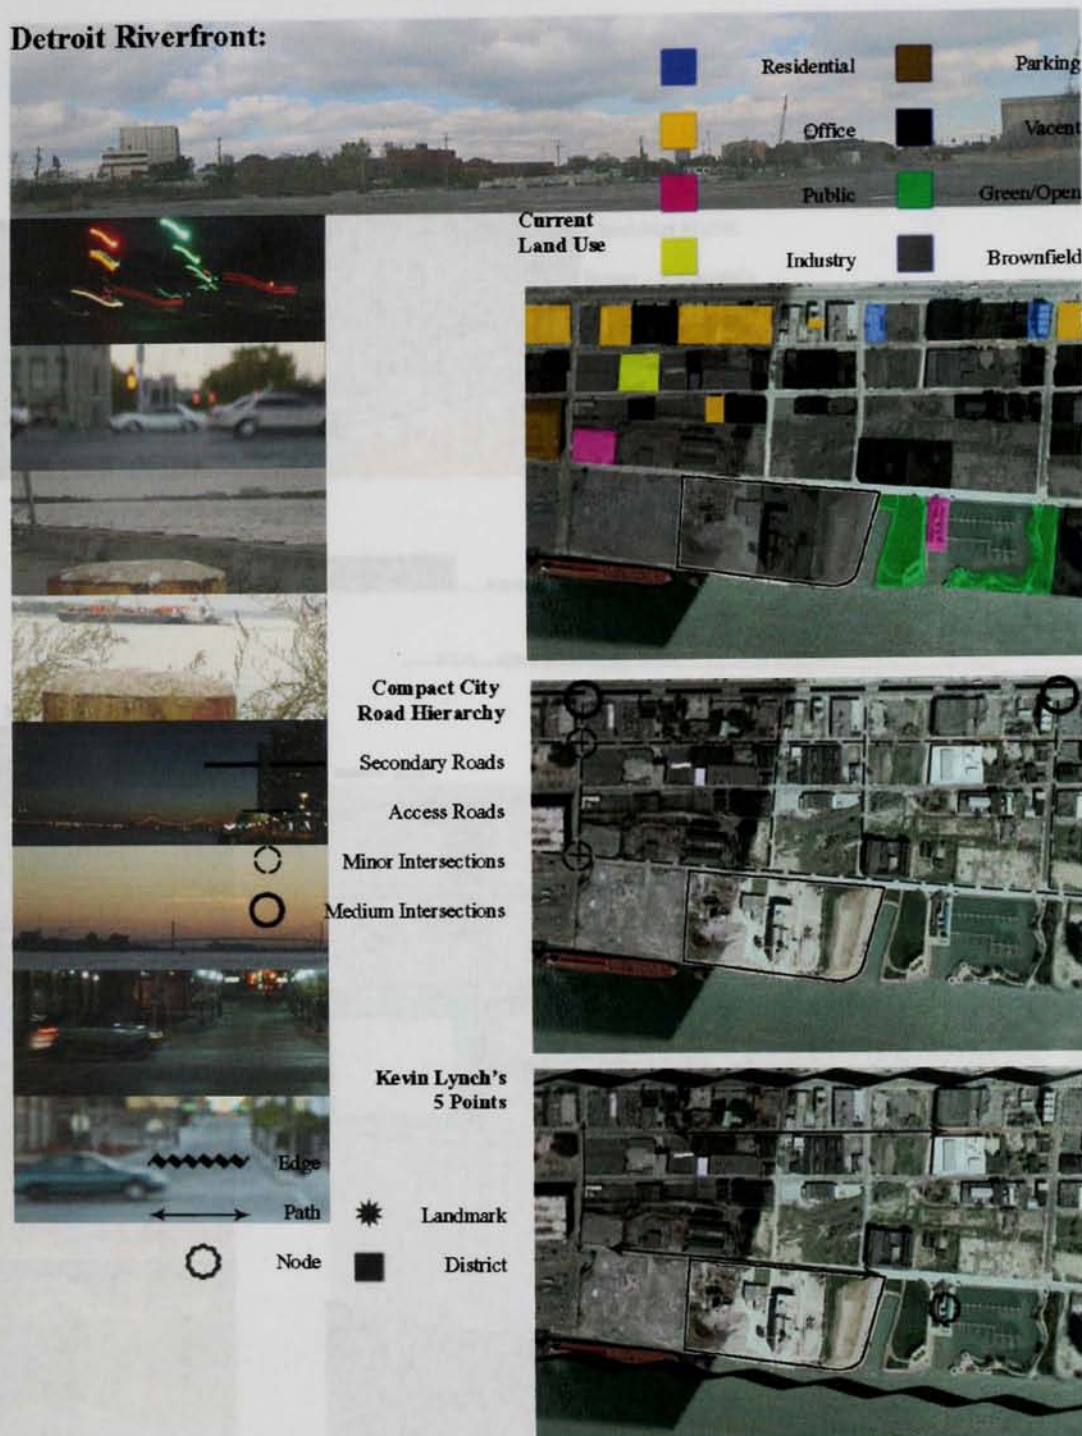 Detroit Riverfront:
Residential
Parking
Office
Vacent
Public
Green/Open
Current
Land Use
Industry
Brownfield
Compact City
Road Hierarchy
Secondary Roads
Access Roads
Minor Intersections
Medium Intersections
Kevin Lynch's
5 Points
Edge
Path
Landmark
Node
District